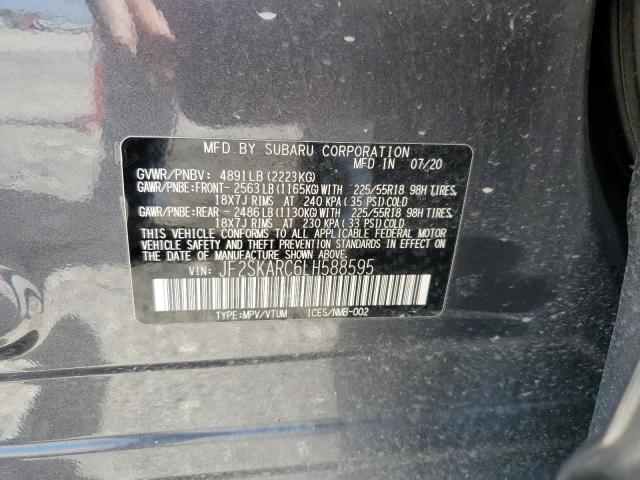 MFD BY SUBARU CORPORATION
MFD IN 07/20
GVWR/PNBV: 4891LB(2223KG)
GAWR/PNBE:FRONT- 2563LB(1165KG)WITH 225/55R18 98H TIRES,
18X7J RIMS AT 240 KPA(35 PSI)COLD
GAWR/PNBE:REAR - 2486LB(1130KG)WITH 225/55R18 98H TIRES,
18X7J RIMS AT 230 KPA(33 PSI)COLD
THIS VEHICLE CONFORMS TO ALL APPLICABLE FEDERAL MOTOR
VEHICLE SAFETY AND THEFT PREVENTION STANDARDS IN EFFECT
ON THE DATE OF MANUFACTURE SHOWN ABOVE.
VIN: JF2SKARC6LH588595
TYPE:MPV/VTUM ICES/NMB-002